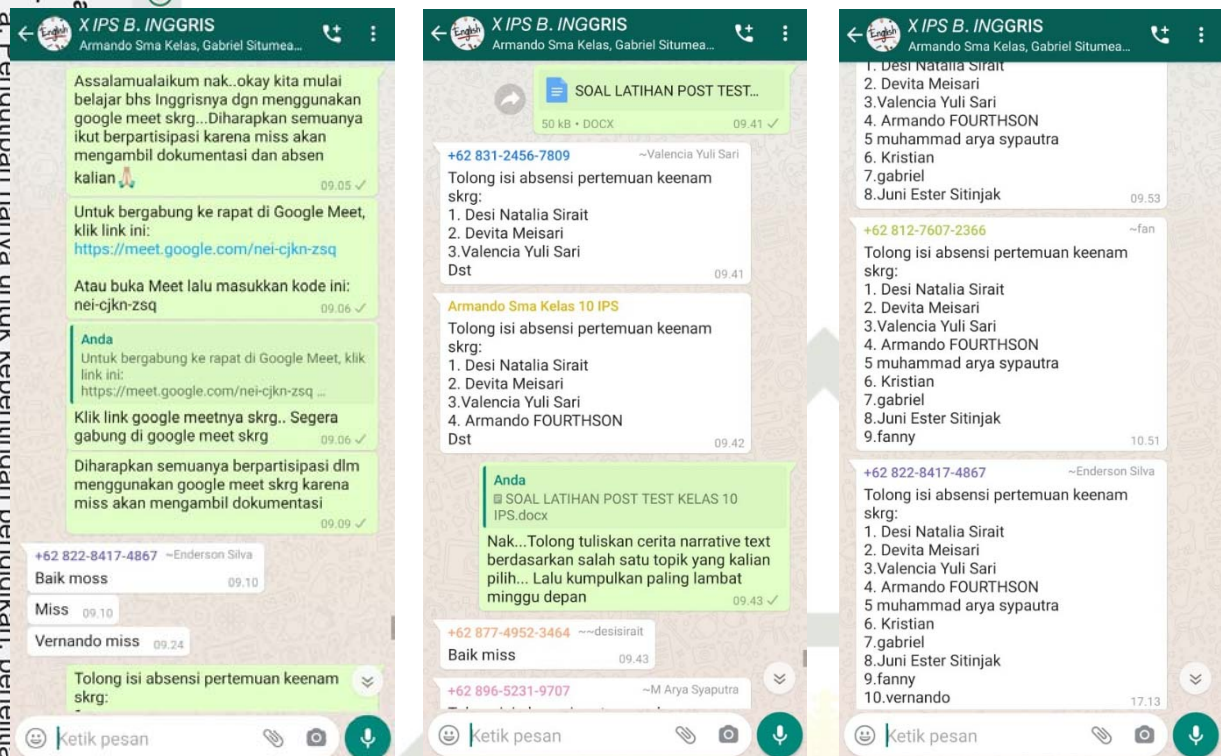 X IPS B. INGGRIS
Armando Sma Kelas, Gabriel Situmea...
Assalamualaikum nak..okay kita mulai
belajar bhs Inggrisnya dgn menggunakan
google meet skrg...Diharapkan semuanya
ikut berpartisipasi karena miss akan
mengambil dokumentasi dan absen
kalian🙏🏻
09.05
Untuk bergabung ke rapat di Google Meet,
klik link ini:
https://meet.google.com/nei-cjkn-zsq
Atau buka Meet lalu masukkan kode ini:
nei-cjkn-zsq 09.06
Anda
Untuk bergabung ke rapat di Google Meet, klik
link ini:
https://meet.google.com/nei-cjkn-zsq ...
Klik link google meetnya skrg.. Segera
gabung di google meet skrg 09.06
Diharapkan semuanya berpartisipasi dlm
menggunakan google meet skrg karena
miss akan mengambil dokumentasi
09.09
+62 822-8417-4867 ~Enderson Silva
Baik moss 09.10
Miss 09.10
Vernando miss 09.24
Tolong isi absensi pertemuan keenam
skrg:
Ketik pesan
English
X IPS B. INGGRIS
Armando Sma Kelas, Gabriel Situmea...
SOAL LATIHAN POST TEST...
50 kB • DOCX 09.41
+62 831-2456-7809 ~Valencia Yuli Sari
Tolong isi absensi pertemuan keenam
skrg:
1. Desi Natalia Sirait
2. Devita Meisari
3.Valencia Yuli Sari
Dst 09.41
Armando Sma Kelas 10 IPS
Tolong isi absensi pertemuan keenam
skrg:
1. Desi Natalia Sirait
2. Devita Meisari
3.Valencia Yuli Sari
4. Armando FOURTHSON
Dst 09.42
Anda
SOAL LATIHAN POST TEST KELAS 10
IPS.docx
Nak...Tolong tuliskan cerita narrative text
berdasarkan salah satu topik yang kalian
pilih... Lalu kumpulkan paling lambat
minggu depan 09.43
+62 877-4952-3464 ~~desisirait
Baik miss 09.43
+62 896-5231-9707 ~M Arya Syaputra
Ketik pesan
X IPS B. INGGRIS
Armando Sma Kelas, Gabriel Situmea...
1. Desi Natalia Sirait
2. Devita Meisari
3.Valencia Yuli Sari
4. Armando FOURTHSON
5 muhammad arya sypautra
6. Kristian
7.gabriel
8.Juni Ester Sitinjak 09.53
+62 812-7607-2366 ~fan
Tolong isi absensi pertemuan keenam
skrg:
1. Desi Natalia Sirait
2. Devita Meisari
3.Valencia Yuli Sari
4. Armando FOURTHSON
5 muhammad arya sypautra
6. Kristian
7.gabriel
8.Juni Ester Sitinjak
9.fanny 10.51
+62 822-8417-4867 ~Enderson Silva
Tolong isi absensi pertemuan keenam
skrg:
1. Desi Natalia Sirait
2. Devita Meisari
3.Valencia Yuli Sari
4. Armando FOURTHSON
5 muhammad arya sypautra
6. Kristian
7.gabriel
8.Juni Ester Sitinjak
9.fanny
10.vernando 17.13
Ketik pesan